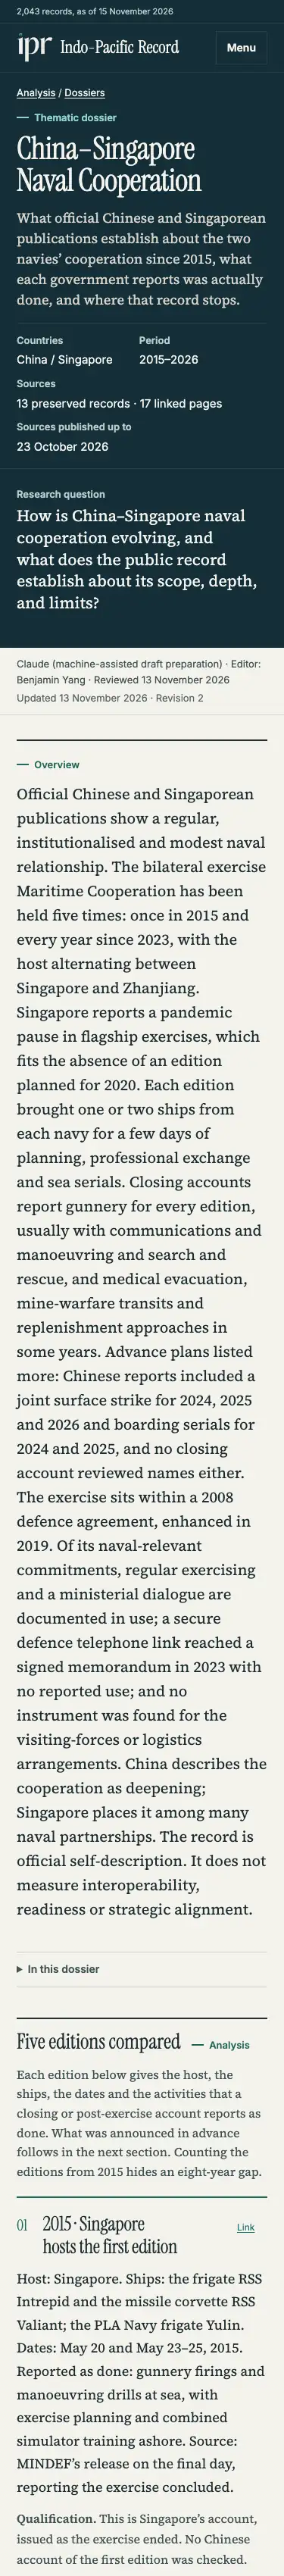 2,043 records, as of 15 November 2026
ipr Indo-Pacific Record
Menu
Analysis / Dossiers
Thematic dossier
China–Singapore
Naval Cooperation
What official Chinese and Singaporean
publications establish about the two
navies’ cooperation since 2015, what
each government reports was actually
done, and where that record stops.
Countries
China / Singapore
Period
2015–2026
Sources
13 preserved records · 17 linked pages
Sources published up to
23 October 2026
Research question
How is China–Singapore naval
cooperation evolving, and
what does the public record
establish about its scope, depth,
and limits?
Claude (machine-assisted draft preparation) · Editor:
Benjamin Yang · Reviewed 13 November 2026
Updated 13 November 2026 · Revision 2
Overview
Official Chinese and Singaporean
publications show a regular,
institutionalised and modest naval
relationship. The bilateral exercise
Maritime Cooperation has been
held five times: once in 2015 and
every year since 2023, with the
host alternating between
Singapore and Zhanjiang.
Singapore reports a pandemic
pause in flagship exercises, which
fits the absence of an edition
planned for 2020. Each edition
brought one or two ships from
each navy for a few days of
planning, professional exchange
and sea serials. Closing accounts
report gunnery for every edition,
usually with communications and
manoeuvring and search and
rescue, and medical evacuation,
mine-warfare transits and
replenishment approaches in
some years. Advance plans listed
more: Chinese reports included a
joint surface strike for 2024, 2025
and 2026 and boarding serials for
2024 and 2025, and no closing
account reviewed names either.
The exercise sits within a 2008
defence agreement, enhanced in
2019. Of its naval-relevant
commitments, regular exercising
and a ministerial dialogue are
documented in use; a secure
defence telephone link reached a
signed memorandum in 2023 with
no reported use; and no
instrument was found for the
visiting-forces or logistics
arrangements. China describes the
cooperation as deepening;
Singapore places it among many
naval partnerships. The record is
official self-description. It does not
measure interoperability,
readiness or strategic alignment.
In this dossier
Five editions compared
Analysis
Each edition below gives the host, the
ships, the dates and the activities that a
closing or post-exercise account reports as
done. What was announced in advance
follows in the next section. Counting the
editions from 2015 hides an eight-year gap.
01 2015 · Singapore
hosts the first edition
Link
Host: Singapore. Ships: the frigate RSS
Intrepid and the missile corvette RSS
Valiant; the PLA Navy frigate Yulin.
Dates: May 20 and May 23–25, 2015.
Reported as done: gunnery firings and
manoeuvring drills at sea, with
exercise planning and combined
simulator training ashore. Source:
MINDEF’s release on the final day,
reporting the exercise concluded.
Qualification. This is Singapore’s account,
issued as the exercise ended. No Chinese
account of the first edition was checked.